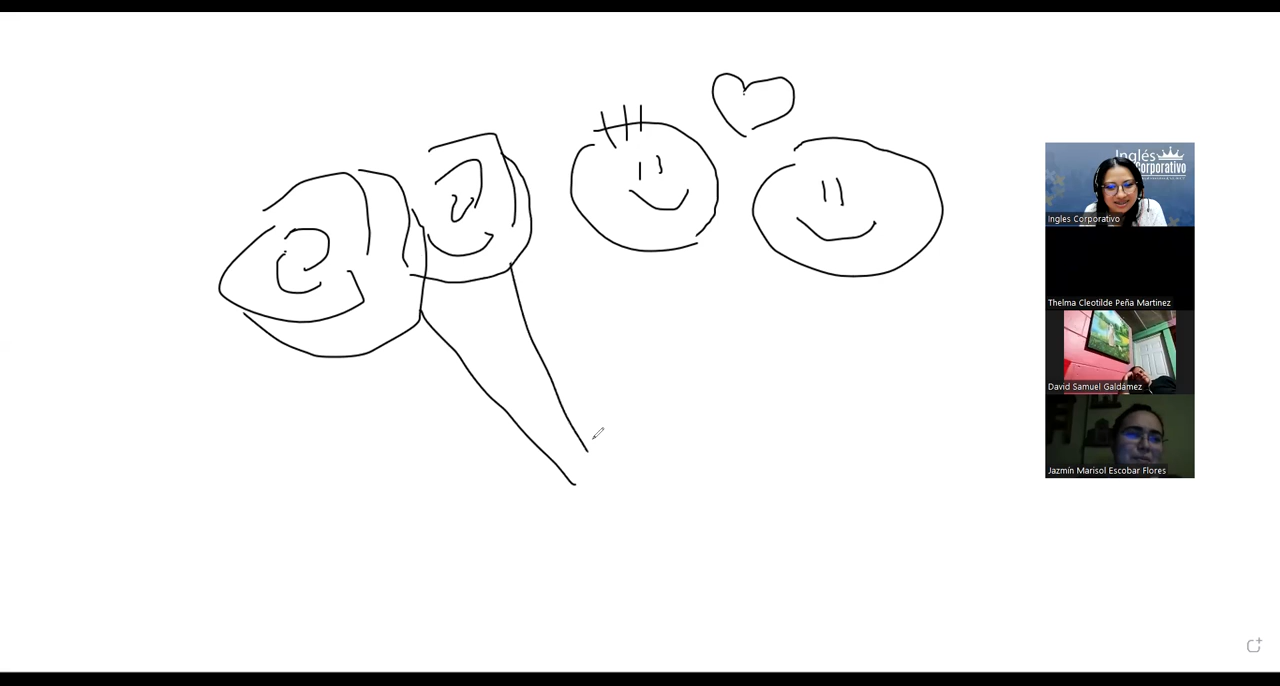 Inglés
Corporativo
Ingles Corporativo
Thelma Cleotilde Peña Martinez
David Samuel Galdámez
Jazmín Marisol Escobar Flores